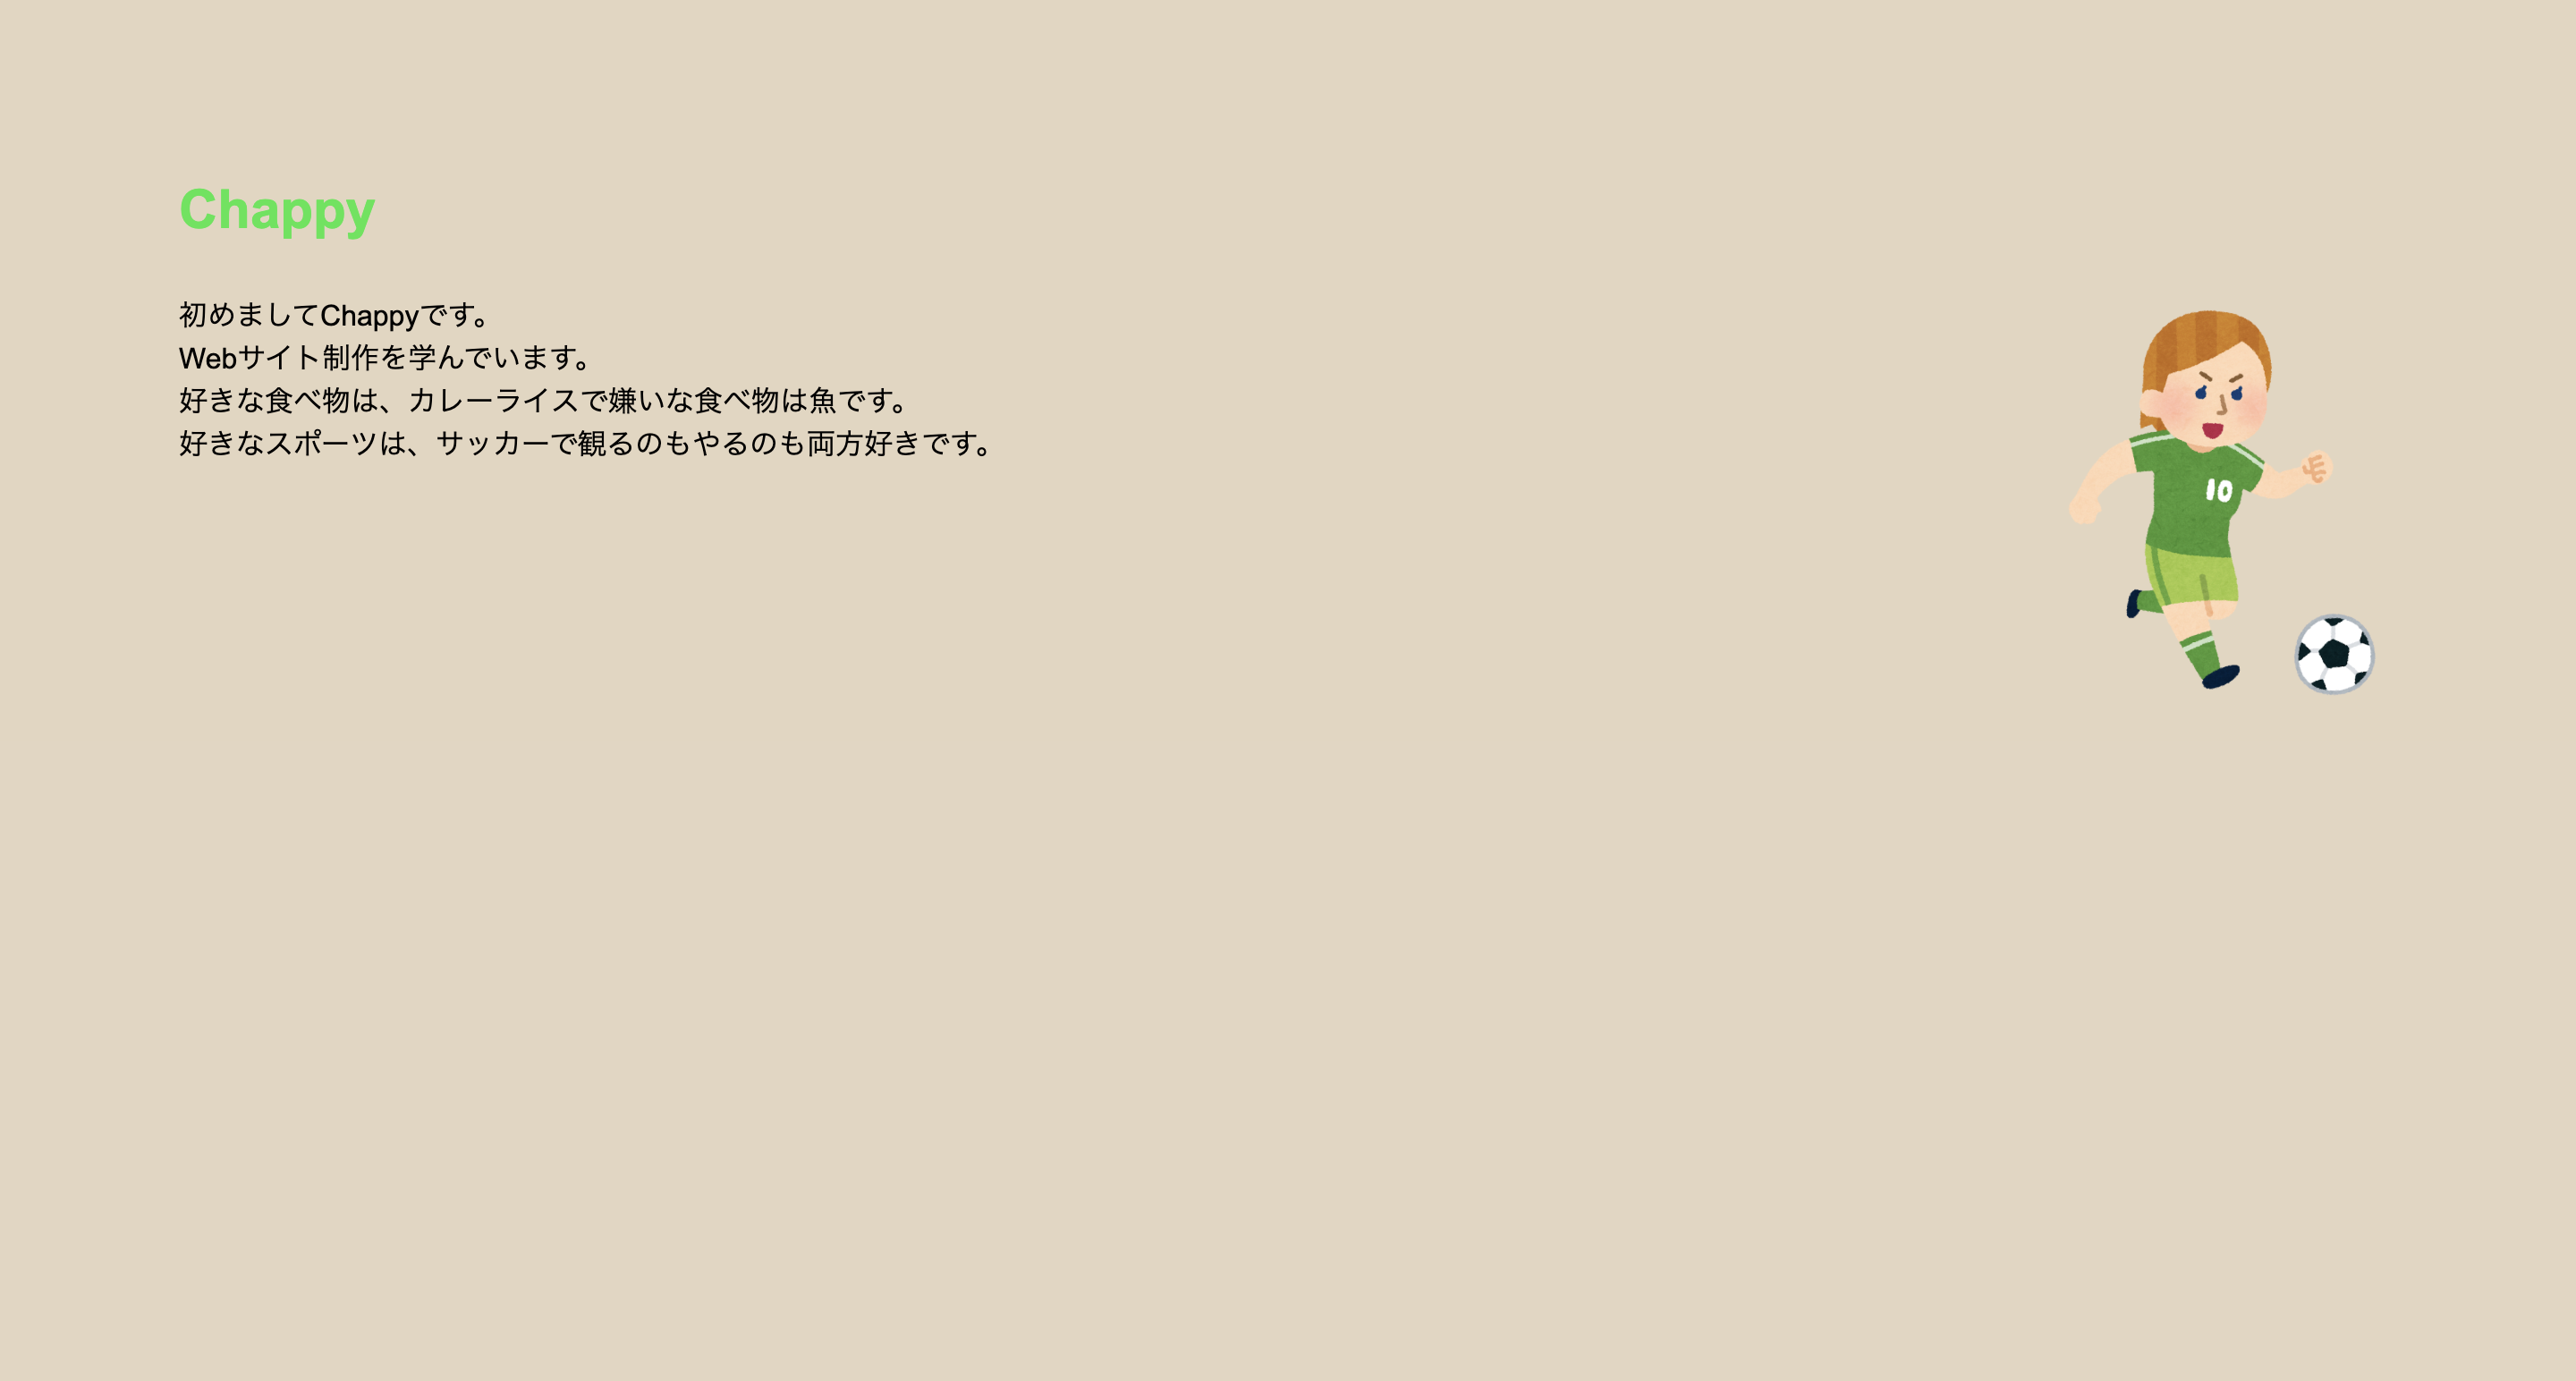 Chappy
初めましてChappyです。
Webサイト制作を学んでいます。
好きな食べ物は、カレーライスで嫌いな食べ物は魚です。
好きなスポーツは、サッカーで観るのもやるのも両方好きです。
10